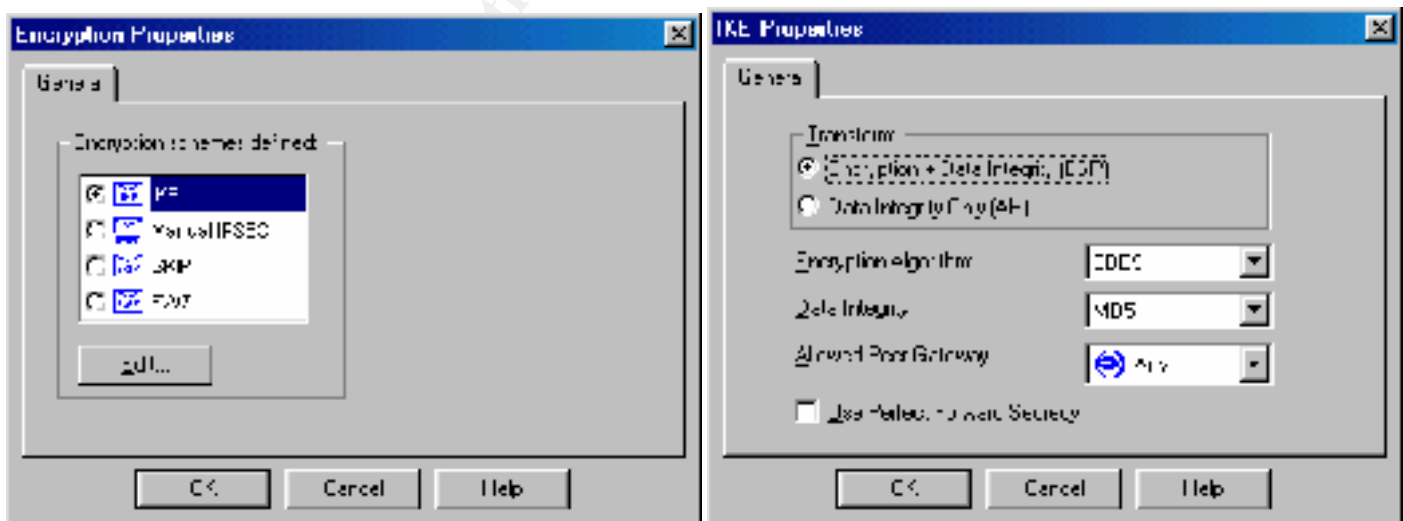 Encryption Properties
General
Encryption schemes defined:
IKE
Manual IPSEC
SKIP
FWZ
Edit...
OK
Cancel
Help
IKE Properties
General
Transform
Encryption + Data Integrity (ESP)
Data Integrity Only (AH)
Encryption Algorithm
3DES
Data Integrity
MD5
Allowed Peer Gateway
Any
Use Perfect Forward Secrecy
OK
Cancel
Help